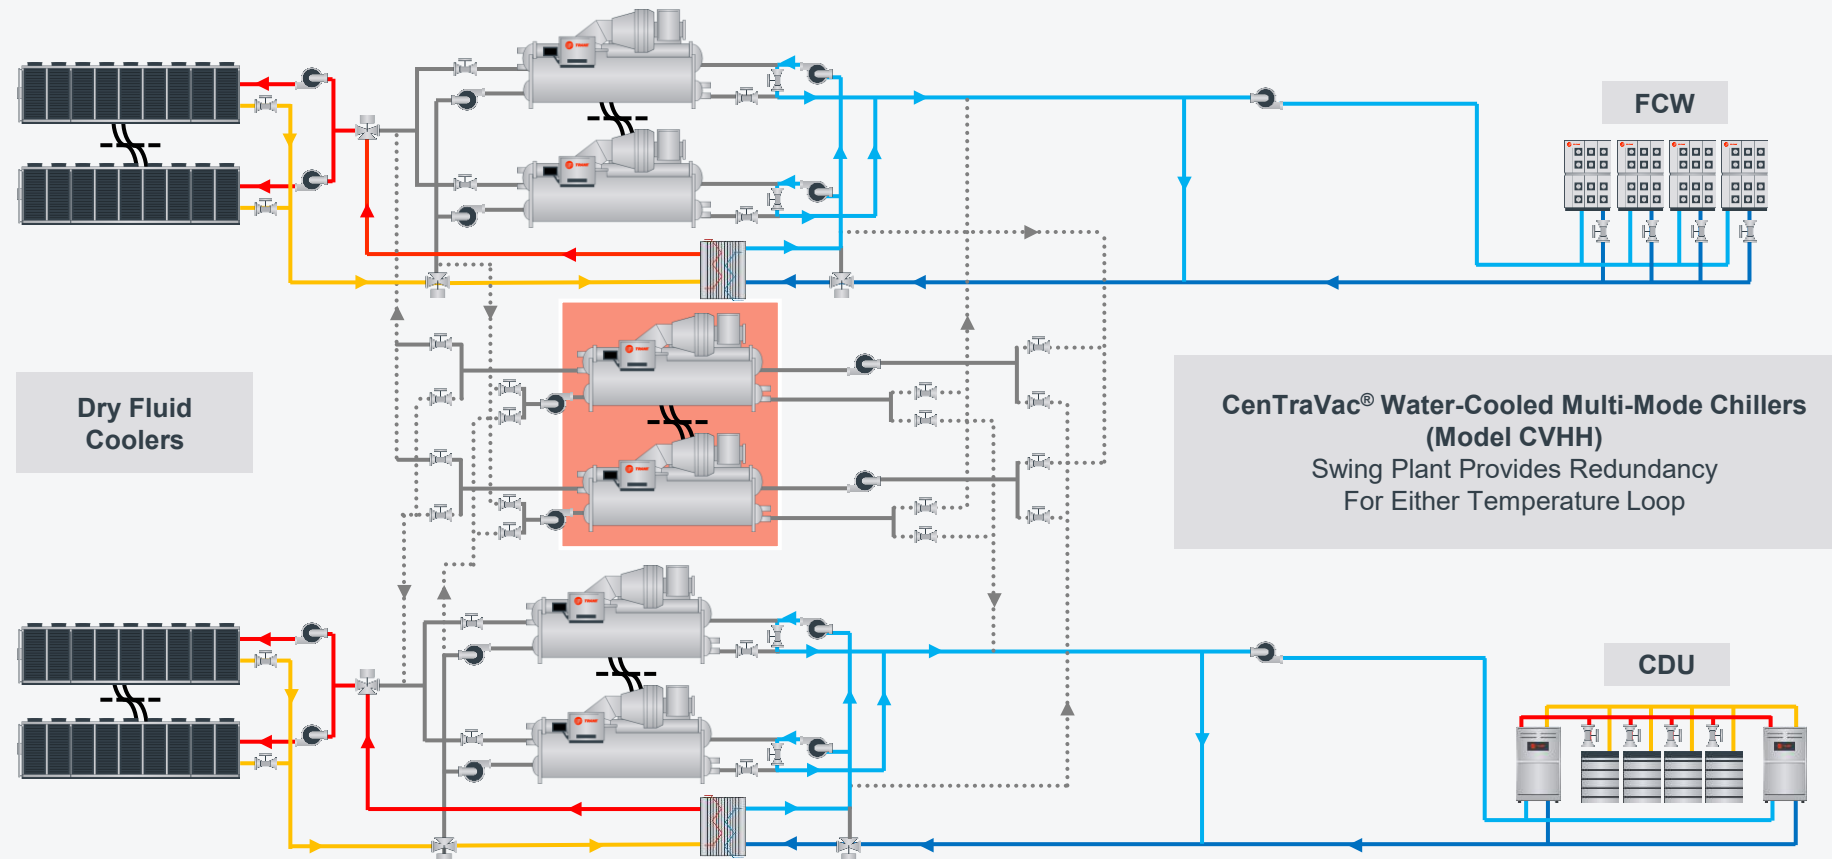 FCW
Dry Fluid
Coolers
CenTraVac® Water-Cooled Multi-Mode Chillers
(Model CVHH)
Swing Plant Provides Redundancy
For Either Temperature Loop
CDU